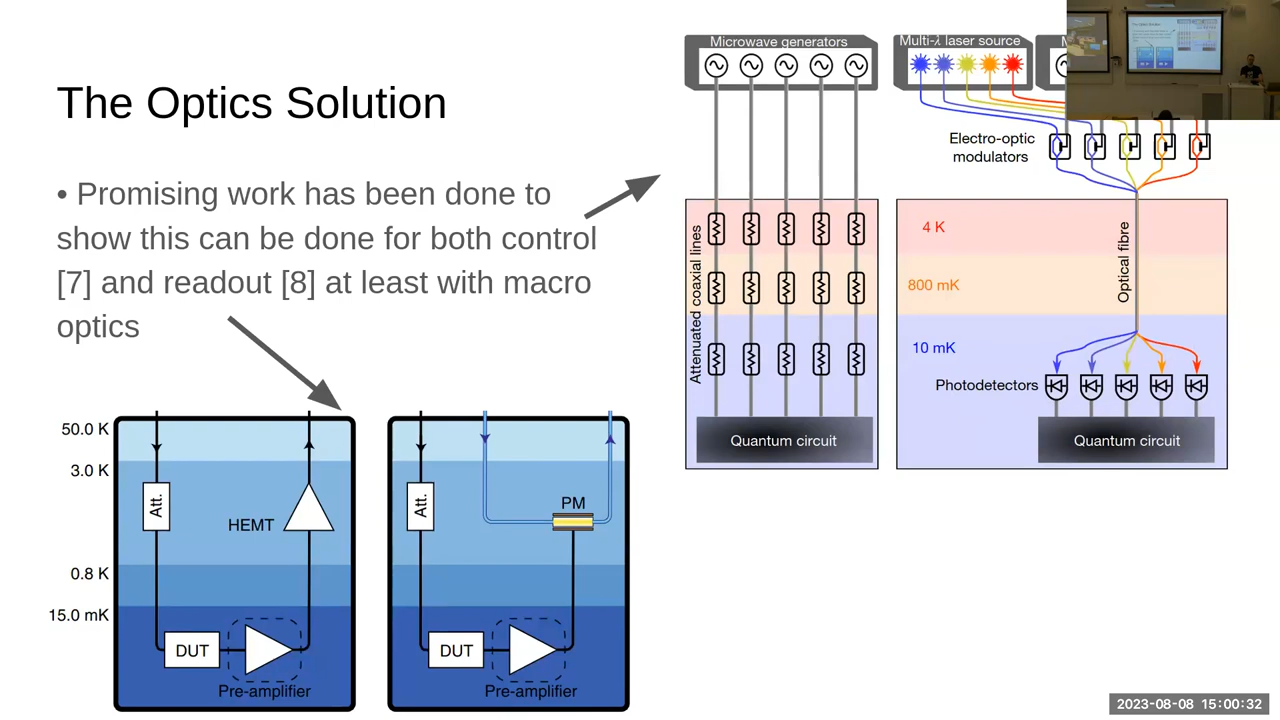 The Optics Solution
• Promising work has been done to
show this can be done for both control
[7] and readout [8] at least with macro
optics
Microwave generators
Attenuated coaxial lines
Quantum circuit
Multi-λ laser source
Electro-optic
modulators
4 K
800 mK
10 mK
Optical fibre
Photodetectors
Quantum circuit
50.0 K
3.0 K
0.8 K
15.0 mK
Att.
HEMT
DUT
Pre-amplifier
Att.
PM
DUT
Pre-amplifier
2023-08-08 15:00:32